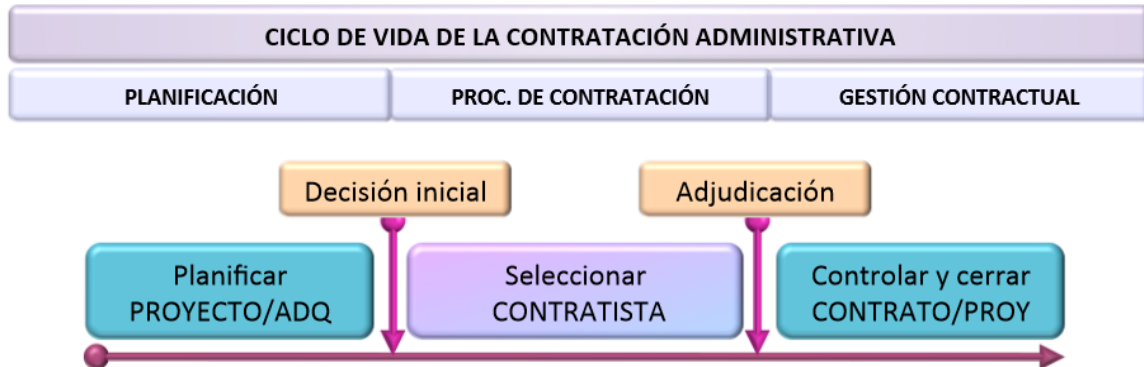 CICLO DE VIDA DE LA CONTRATACIÓN ADMINISTRATIVA
PLANIFICACIÓN
PROC. DE CONTRATACIÓN
GESTIÓN CONTRACTUAL
Decisión inicial
Adjudicación
Planificar
PROYECTO/ADQ
Seleccionar
CONTRATISTA
Controlar y cerrar
CONTRATO/PROY